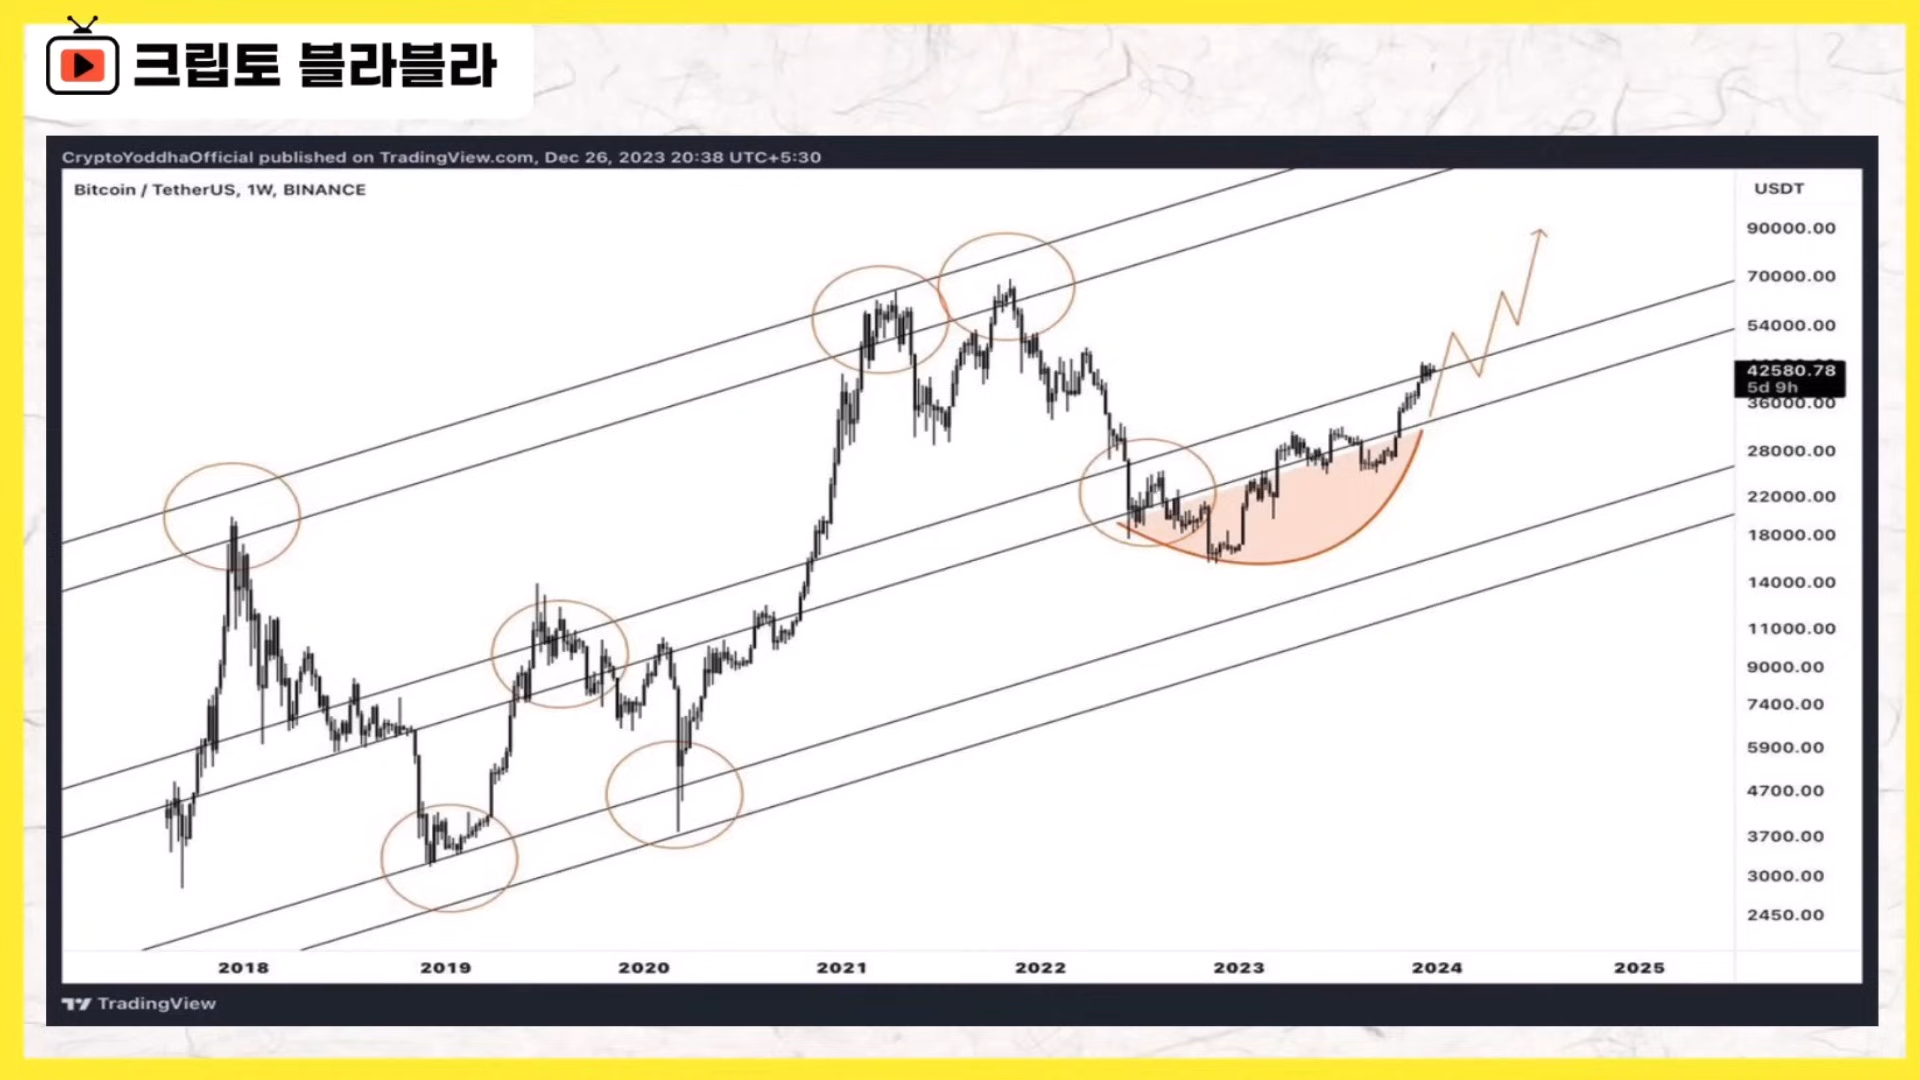 크립토 블라블라
CryptoYoddhaOfficial published on TradingView.com, Dec 26, 2023 20:38 UTC+5:30
Bitcoin / TetherUS, 1W, BINANCE
USDT
90000.00
70000.00
54000.00
42580.78
5d 9h
36000.00
28000.00
22000.00
18000.00
14000.00
11000.00
9000.00
7400.00
5900.00
4700.00
3700.00
3000.00
2450.00
2018 2019 2020 2021 2022 2023 2024 2025
TradingView